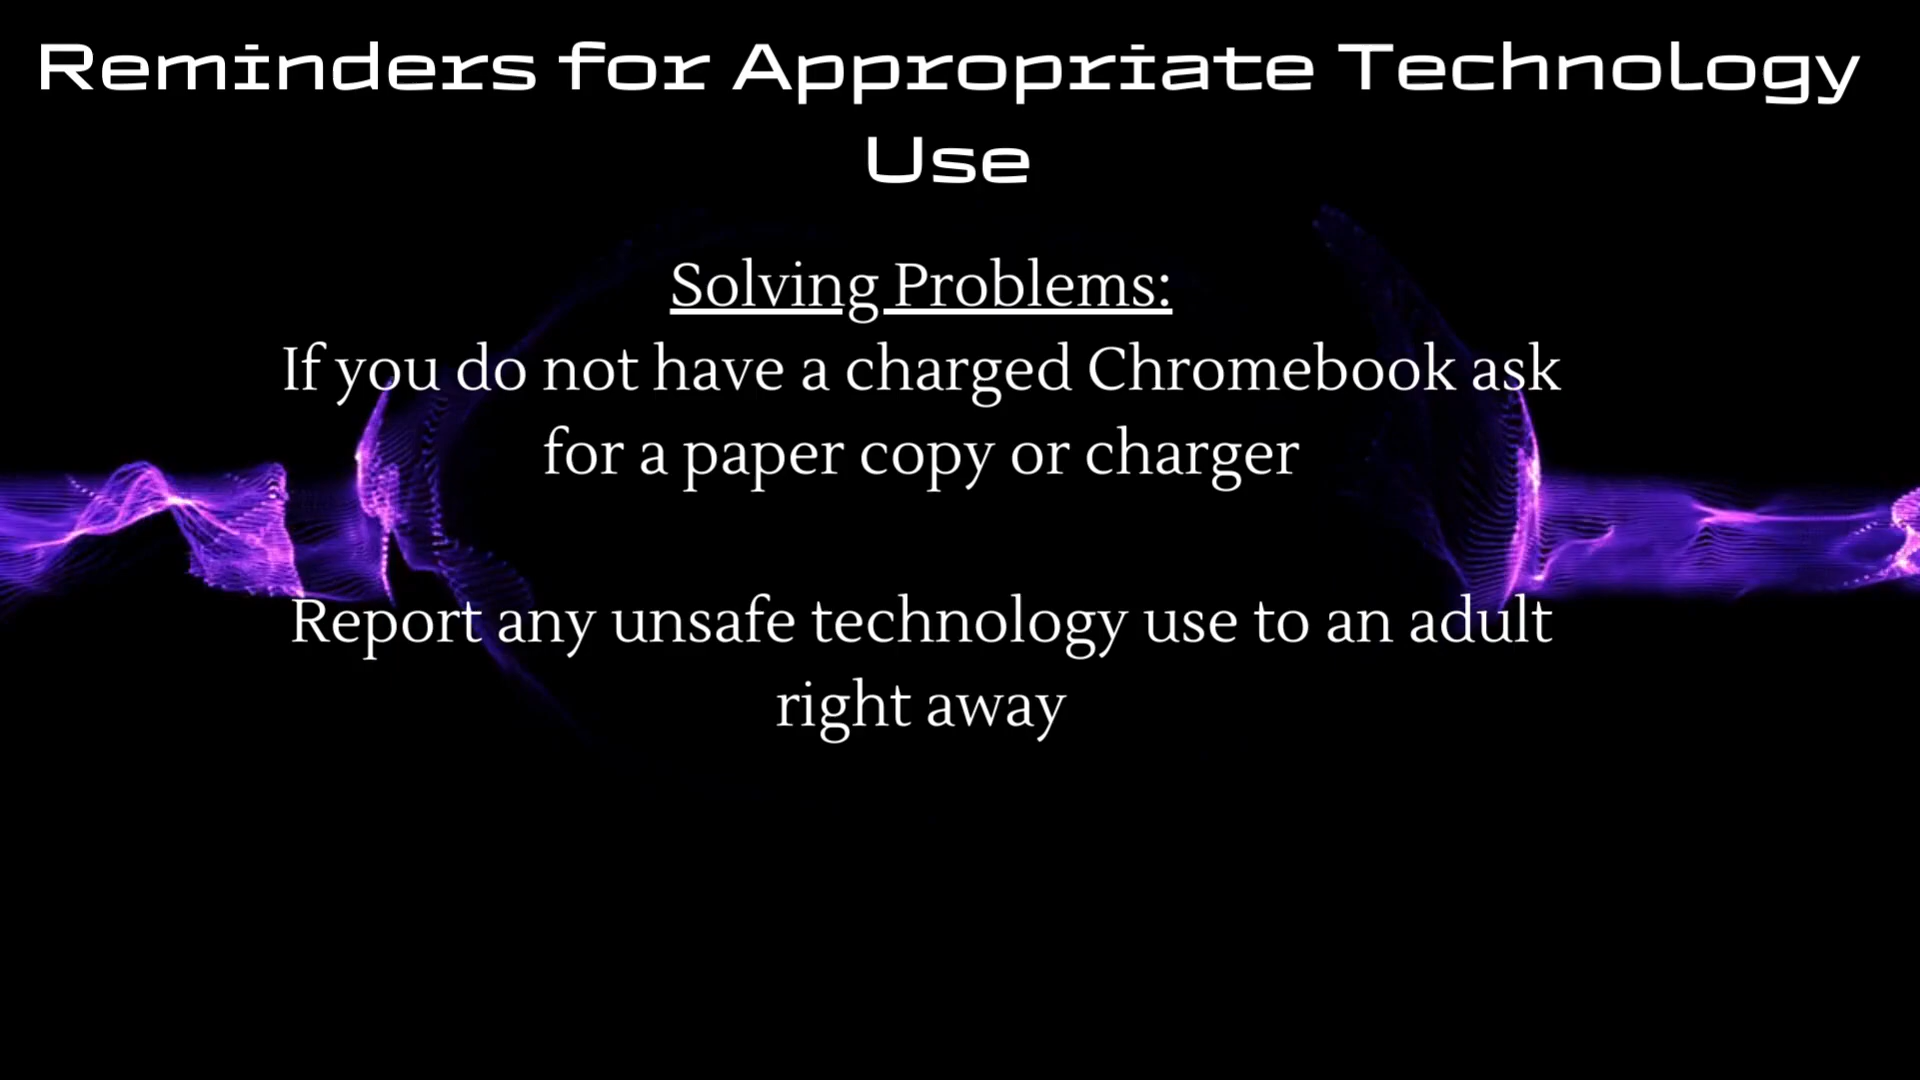 Reminders for Appropriate Technology
Use
Solving Problems:
If you do not have a charged Chromebook ask
for a paper copy or charger
Report any unsafe technology use to an adult
right away